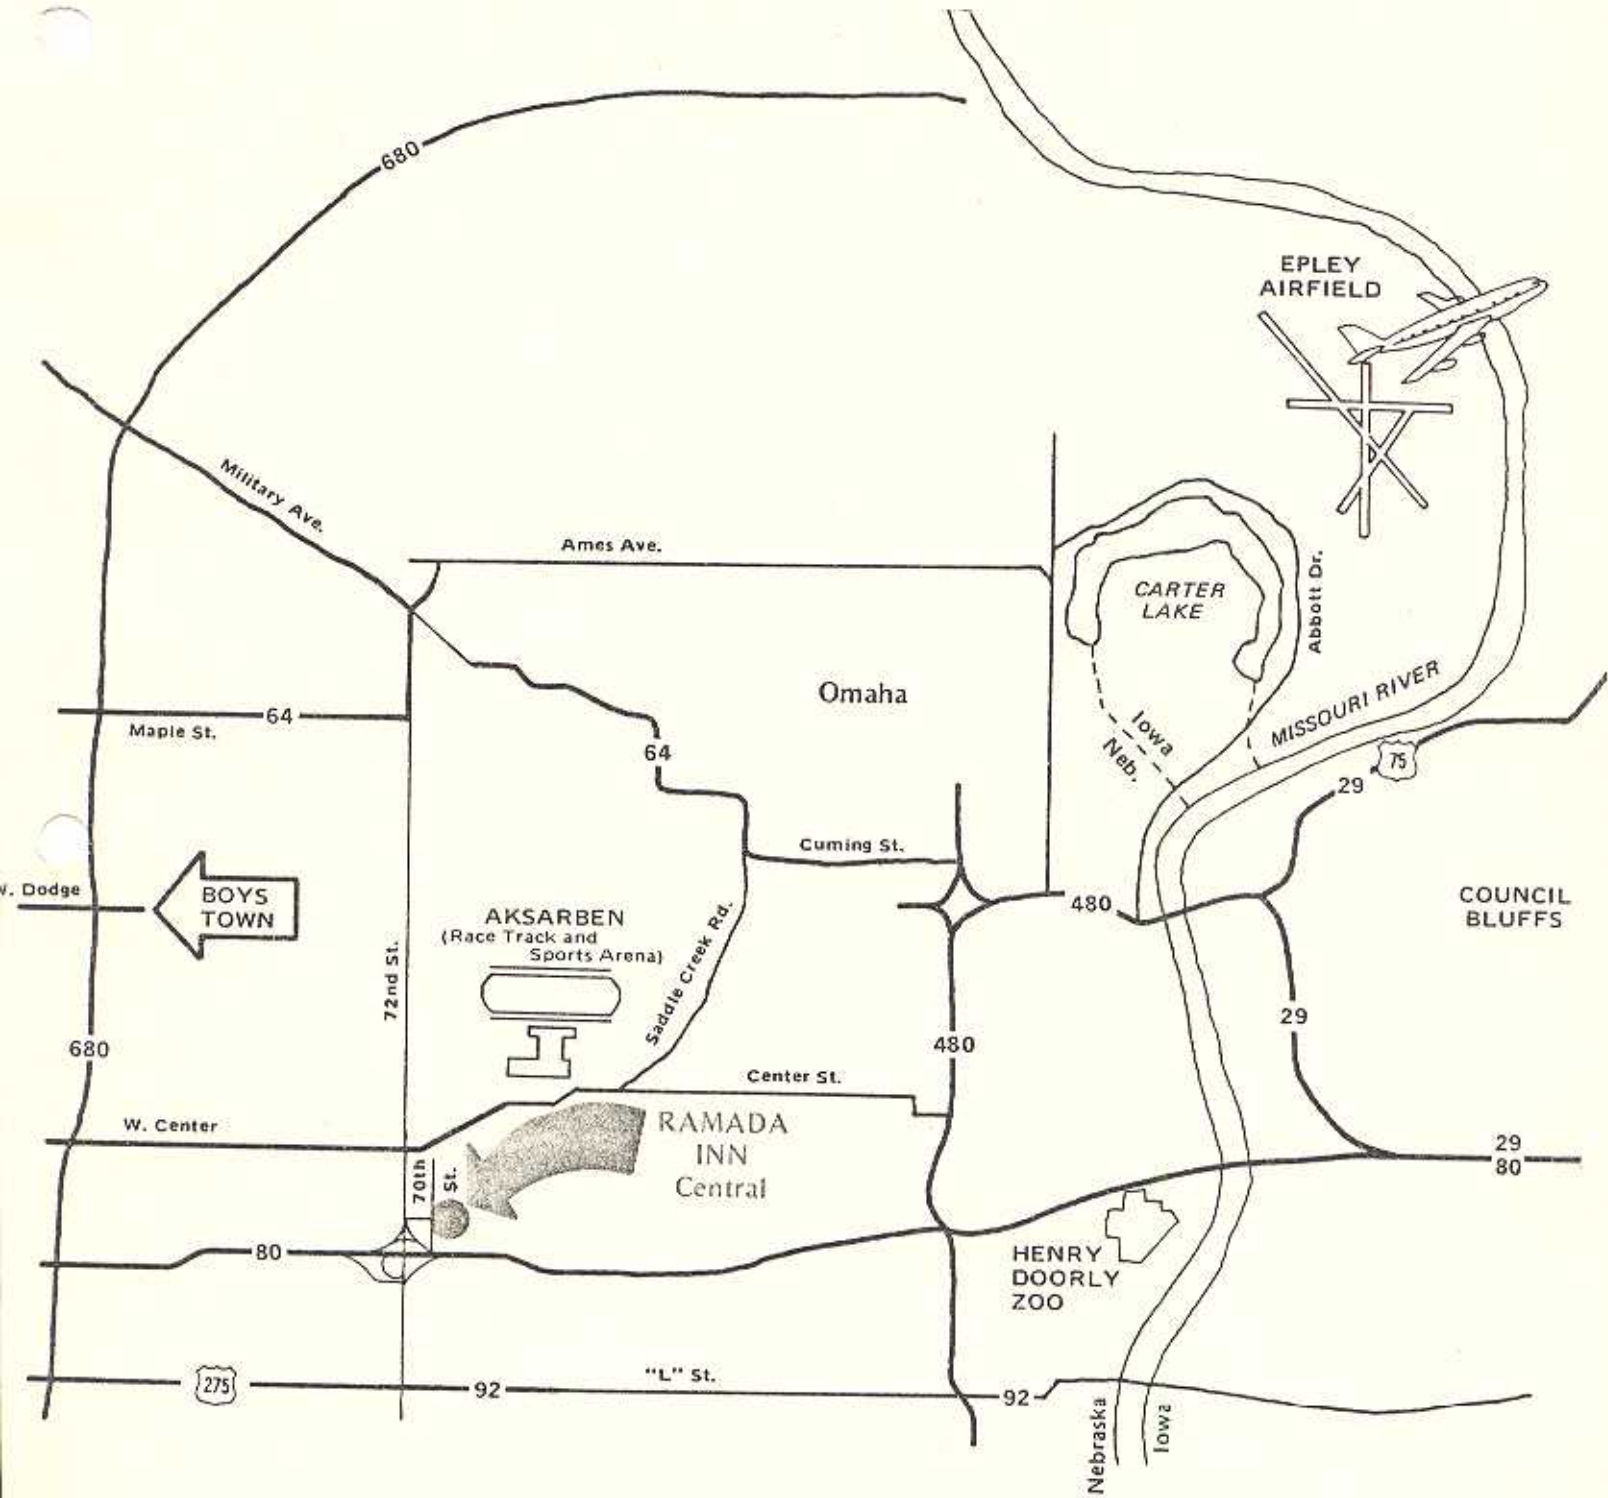 680
EPLEY
AIRFIELD
Military Ave.
Ames Ave.
CARTER
LAKE
Abbott Dr.
Omaha
MISSOURI RIVER
64
Maple St.
Iowa
Neb.
64
75
29
Cuming St.
W. Dodge
BOYS
TOWN
480
COUNCIL
BLUFFS
AKSARBEN
(Race Track and
Sports Arena)
72nd St.
Saddle Creek Rd.
29
680
480
Center St.
W. Center
RAMADA
INN
Central
70th
St.
29
80
80
HENRY
DOORLY
ZOO
275
92
"L" St.
92
Nebraska
Iowa